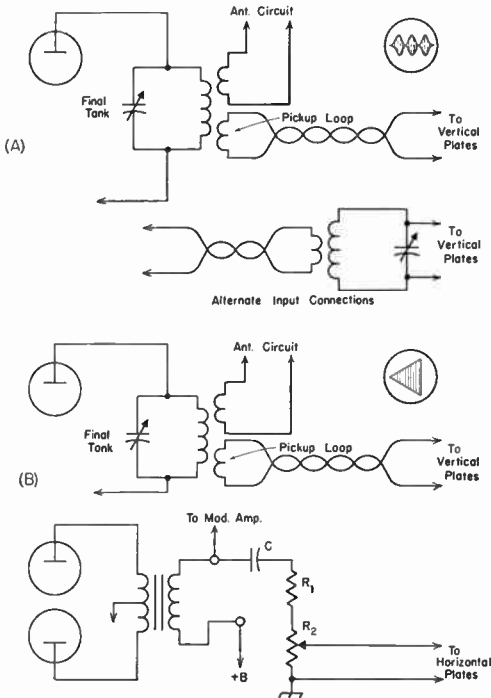 Ant. Circuit
Final
Tank
Pickup Loop
To
Vertical
Plates
(A)
To
Vertical
Plates
Alternate Input Connections
Ant. Circuit
Final
Tank
Pickup Loop
To
Vertical
Plates
(B)
To Mod. Amp.
C
R1
R2
+B
To
Horizontal
Plates